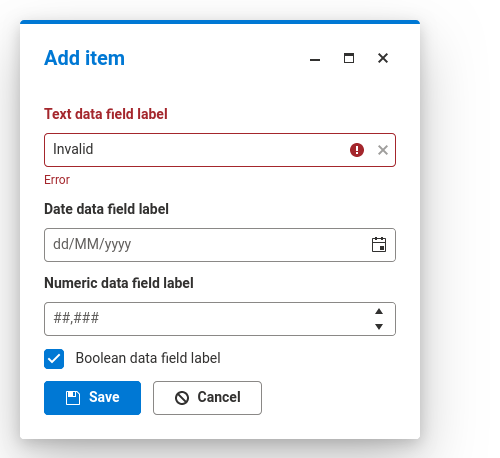 Add item
Text data field label
Invalid
Error
Date data field label
dd/MM/yyyy
Numeric data field label
##,###
Boolean data field label
Save Cancel